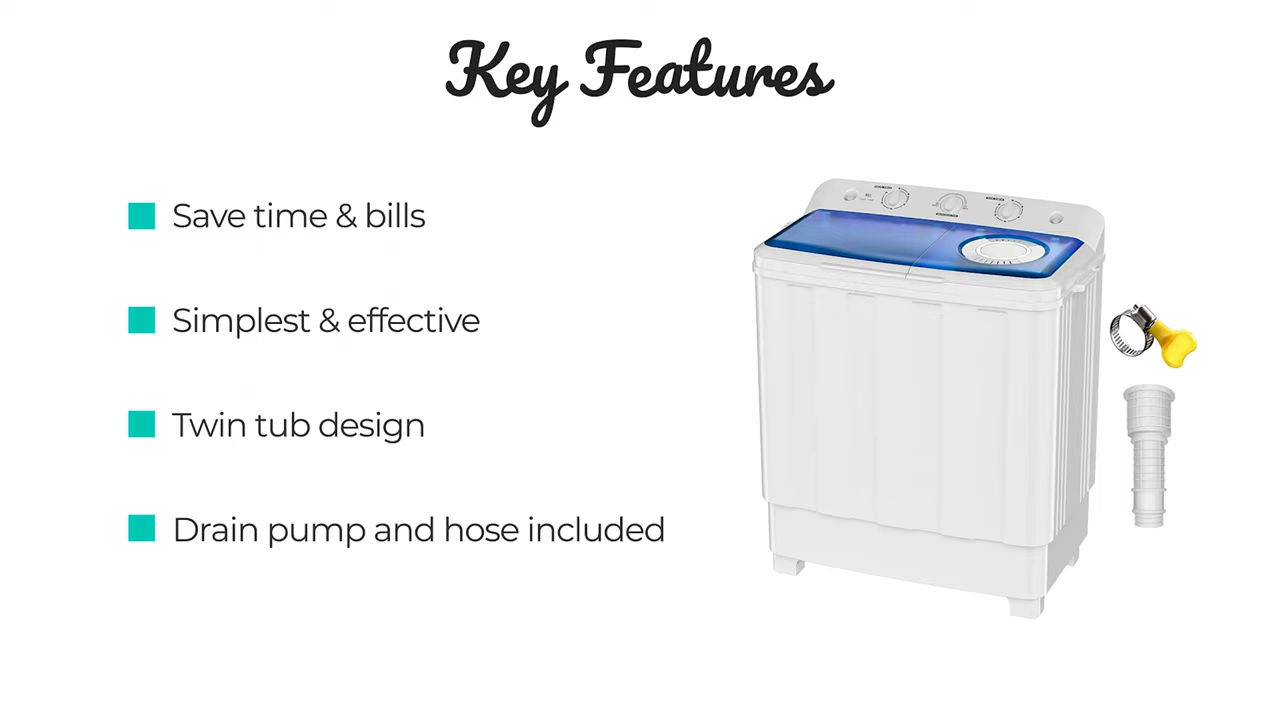 Key Features
Save time & bills
Simplest & effective
Twin tub design
Drain pump and hose included